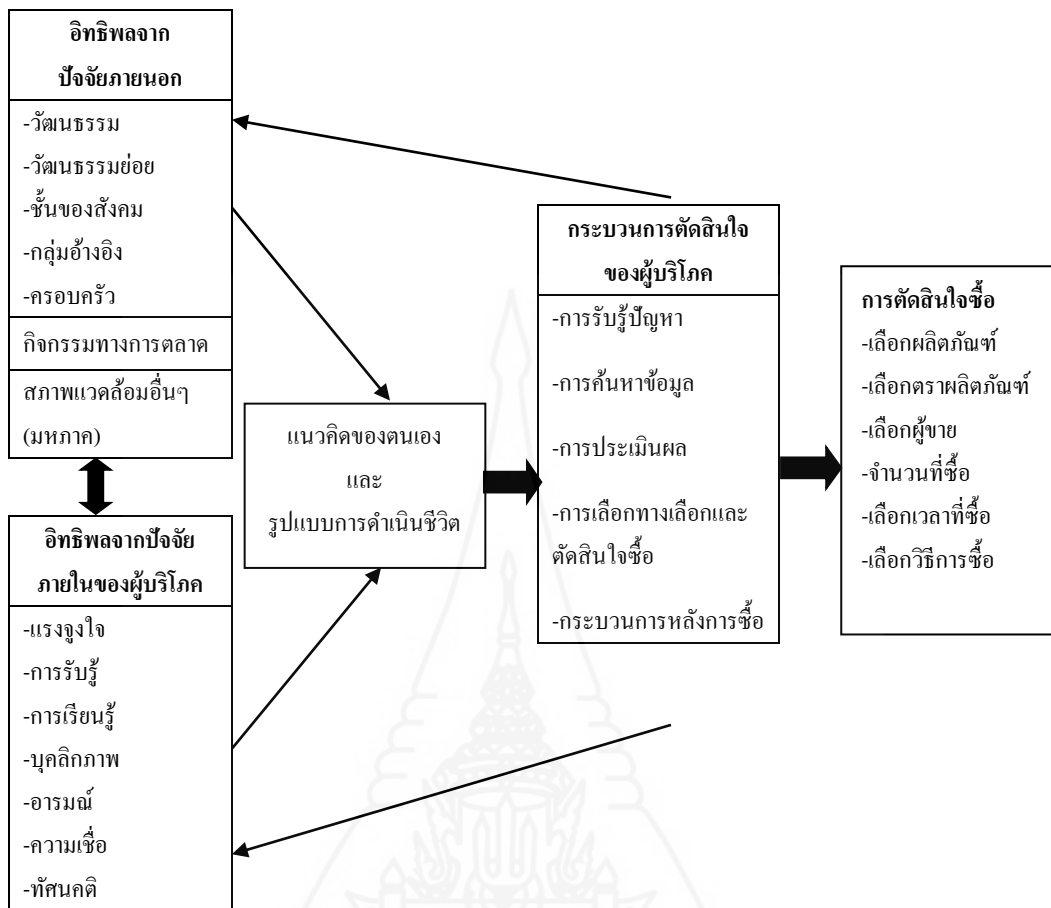 อิทธิพลจาก
ปัจจัยภายนอก
-วัฒนธรรม
-วัฒนธรรมย่อย
-ชั้นของสังคม
-กลุ่มอ้างอิง
-ครอบครัว
กิจกรรมทางการตลาด
สภาพแวดล้อมอื่นๆ
(มหภาค)
อิทธิพลจากปัจจัย
ภายในของผู้บริโภค
-แรงจูงใจ
-การรับรู้
-การเรียนรู้
-บุคลิกภาพ
-อารมณ์
-ความเชื่อ
-ทัศนคติ
แนวคิดของตนเอง
และ
รูปแบบการดำเนินชีวิต
กระบวนการตัดสินใจ
ของผู้บริโภค
-การรับรู้ปัญหา
-การค้นหาข้อมูล
-การประเมินผล
-การเลือกทางเลือกและ
ตัดสินใจซื้อ
-กระบวนการหลังการซื้อ
การตัดสินใจซื้อ
-เลือกผลิตภัณฑ์
-เลือกตราผลิตภัณฑ์
-เลือกผู้ขาย
-จำนวนที่ซื้อ
-เลือกเวลาที่ซื้อ
-เลือกวิธีการซื้อ